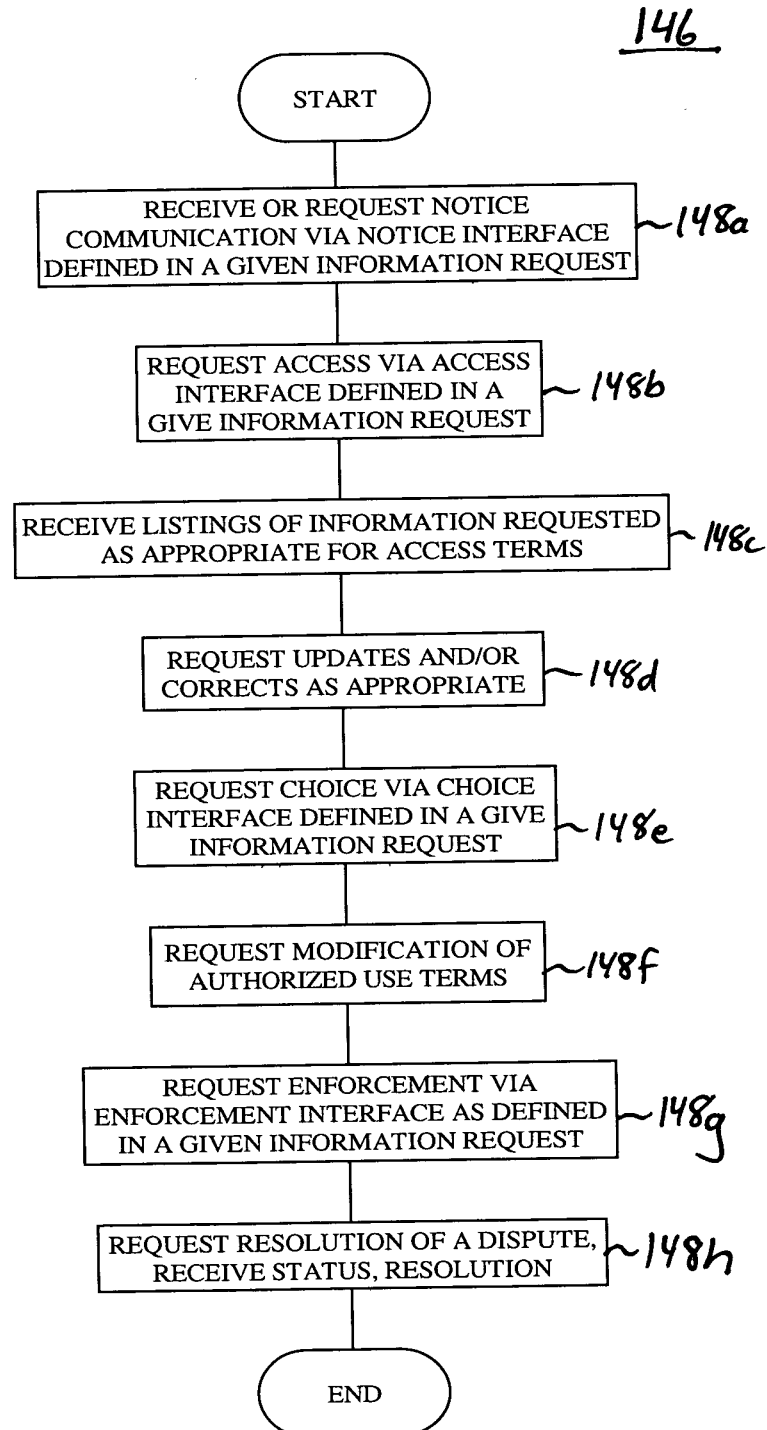 146
START
RECEIVE OR REQUEST NOTICE
COMMUNICATION VIA NOTICE INTERFACE
DEFINED IN A GIVEN INFORMATION REQUEST
148a
REQUEST ACCESS VIA ACCESS
INTERFACE DEFINED IN A
GIVE INFORMATION REQUEST
148b
RECEIVE LISTINGS OF INFORMATION REQUESTED
AS APPROPRIATE FOR ACCESS TERMS
148c
REQUEST UPDATES AND/OR
CORRECTS AS APPROPRIATE
148d
REQUEST CHOICE VIA CHOICE
INTERFACE DEFINED IN A GIVE
INFORMATION REQUEST
148e
REQUEST MODIFICATION OF
AUTHORIZED USE TERMS
148f
REQUEST ENFORCEMENT VIA
ENFORCEMENT INTERFACE AS DEFINED
IN A GIVEN INFORMATION REQUEST
148g
REQUEST RESOLUTION OF A DISPUTE,
RECEIVE STATUS, RESOLUTION
148h
END